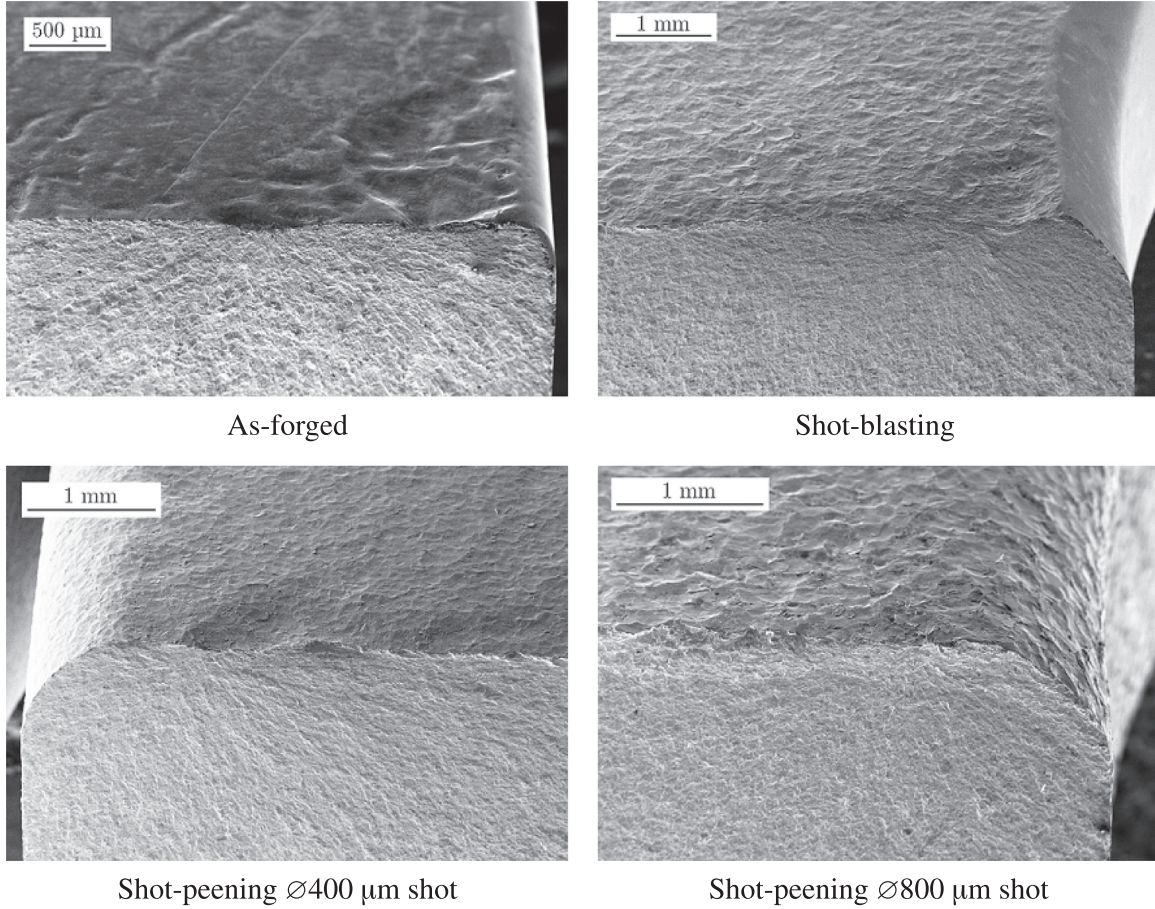 500 µm
1 mm
As-forged
Shot-blasting
1 mm
1 mm
Shot-peening ∅400 µm shot
Shot-peening ∅800 µm shot